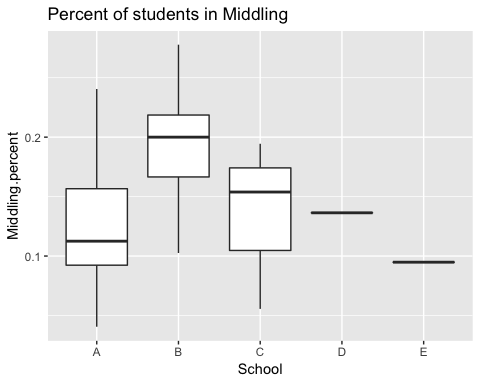 Percent of students in Middling
Middling.percent
0.2
0.1
A B C D E
School